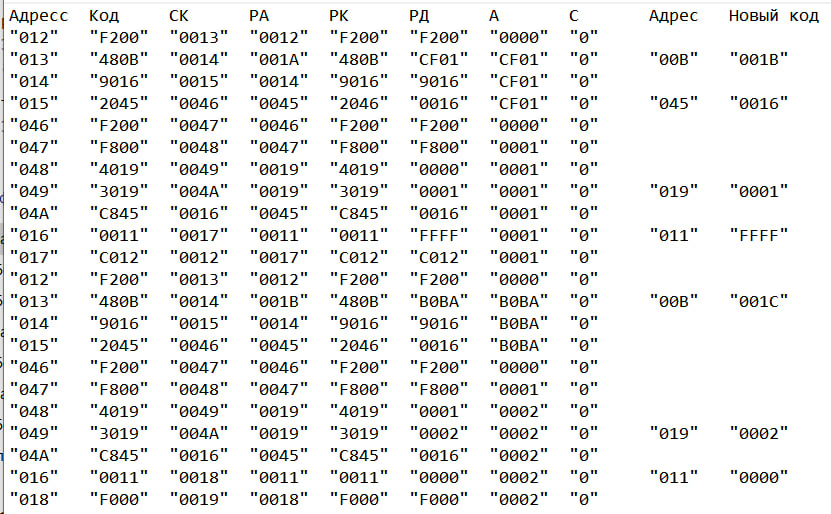 Адресс Код СК РА РК РД А С Адрес Новый код
"012" "F200" "0013" "0012" "F200" "F200" "0000" "0"
"013" "480B" "0014" "001A" "480B" "CF01" "CF01" "0" "00B" "001B"
"014" "9016" "0015" "0014" "9016" "9016" "CF01" "0"
"015" "2045" "0046" "0045" "2046" "0016" "CF01" "0" "045" "0016"
"046" "F200" "0047" "0046" "F200" "F200" "0000" "0"
"047" "F800" "0048" "0047" "F800" "F800" "0001" "0"
"048" "4019" "0049" "0019" "4019" "0000" "0001" "0"
"049" "3019" "004A" "0019" "3019" "0001" "0001" "0" "019" "0001"
"04A" "C845" "0016" "0045" "C845" "0016" "0001" "0"
"016" "0011" "0017" "0011" "0011" "FFFF" "0001" "0" "011" "FFFF"
"017" "C012" "0012" "0017" "C012" "C012" "0001" "0"
"012" "F200" "0013" "0012" "F200" "F200" "0000" "0"
"013" "480B" "0014" "001B" "480B" "B0BA" "B0BA" "0" "00B" "001C"
"014" "9016" "0015" "0014" "9016" "9016" "B0BA" "0"
"015" "2045" "0046" "0045" "2046" "0016" "B0BA" "0"
"046" "F200" "0047" "0046" "F200" "F200" "0000" "0"
"047" "F800" "0048" "0047" "F800" "F800" "0001" "0"
"048" "4019" "0049" "0019" "4019" "0001" "0002" "0"
"049" "3019" "004A" "0019" "3019" "0002" "0002" "0" "019" "0002"
"04A" "C845" "0016" "0045" "C845" "0016" "0002" "0"
"016" "0011" "0018" "0011" "0011" "0000" "0002" "0" "011" "0000"
"018" "F000" "0019" "0018" "F000" "F000" "0002" "0"